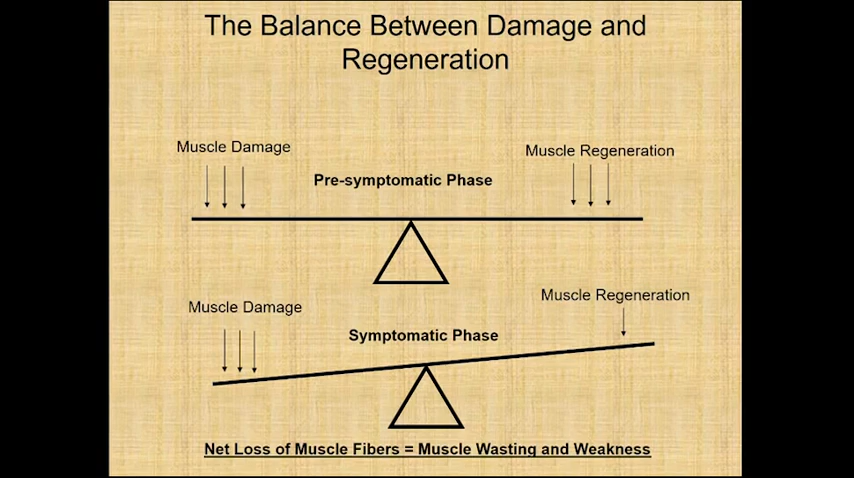 The Balance Between Damage and
Regeneration
Muscle Damage
Muscle Regeneration
Pre-symptomatic Phase
Muscle Damage
Muscle Regeneration
Symptomatic Phase
Net Loss of Muscle Fibers = Muscle Wasting and Weakness